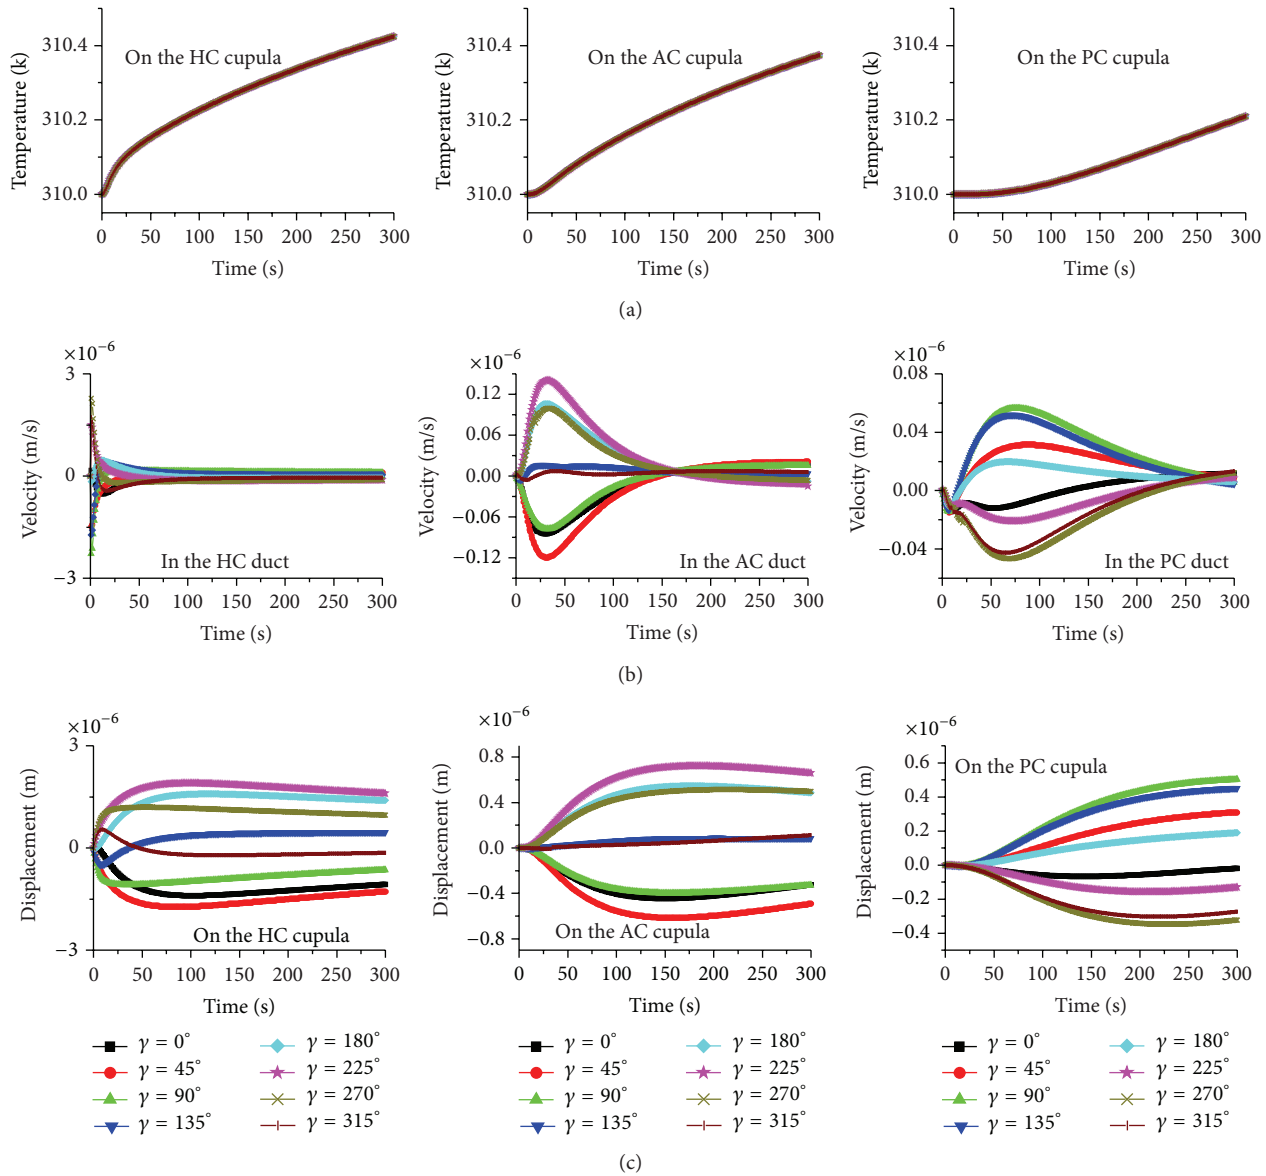 Temperature (k)
310.4
310.2
310.0
On the HC cupula
0 50 100 150 200 250 300
Time (s)
Temperature (k)
310.4
310.2
310.0
On the AC cupula
0 50 100 150 200 250 300
Time (s)
Temperature (k)
310.4
310.2
310.0
On the PC cupula
0 50 100 150 200 250 300
Time (s)
(a)
×10⁻⁶
Velocity (m/s)
3
0
−3
In the HC duct
0 50 100 150 200 250 300
Time (s)
×10⁻⁶
Velocity (m/s)
0.12
0.06
0.00
−0.06
−0.12
In the AC duct
0 50 100 150 200 250 300
Time (s)
×10⁻⁶
Velocity (m/s)
0.08
0.04
0.00
−0.04
In the PC duct
0 50 100 150 200 250 300
Time (s)
(b)
×10⁻⁶
Displacement (m)
3
0
−3
On the HC cupula
0 50 100 150 200 250 300
Time (s)
×10⁻⁶
Displacement (m)
0.8
0.4
0.0
−0.4
−0.8
On the AC cupula
0 50 100 150 200 250 300
Time (s)
×10⁻⁶
Displacement (m)
0.6
0.4
0.2
0.0
−0.2
−0.4
On the PC cupula
0 50 100 150 200 250 300
Time (s)
γ = 0° γ = 180°
γ = 45° γ = 225°
γ = 90° γ = 270°
γ = 135° γ = 315°
γ = 0° γ = 180°
γ = 45° γ = 225°
γ = 90° γ = 270°
γ = 135° γ = 315°
γ = 0° γ = 180°
γ = 45° γ = 225°
γ = 90° γ = 270°
γ = 135° γ = 315°
(c)